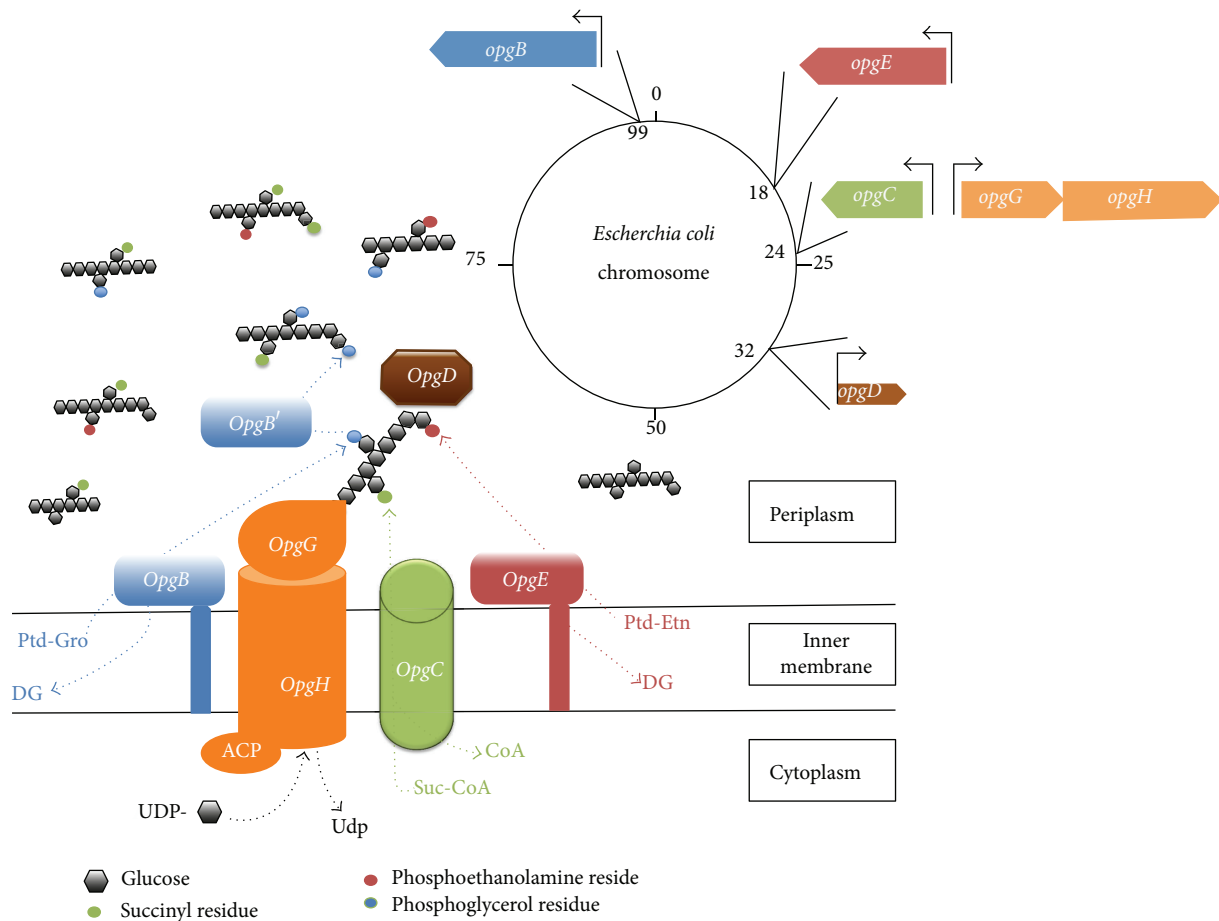 opgB
opgE
0
99
18
opgC
opgG
opgH
Escherchia coli
chromosome
75
24
25
32
opgD
50
OpgD
OpgB′
Periplasm
OpgG
OpgB
OpgE
Ptd-Gro
Ptd-Etn
Inner
membrane
OpgH
OpgC
DG
DG
ACP
CoA
Suc-CoA
Cytoplasm
UDP-
Udp
Glucose
Phosphoethanolamine reside
Succinyl residue
Phosphoglycerol residue